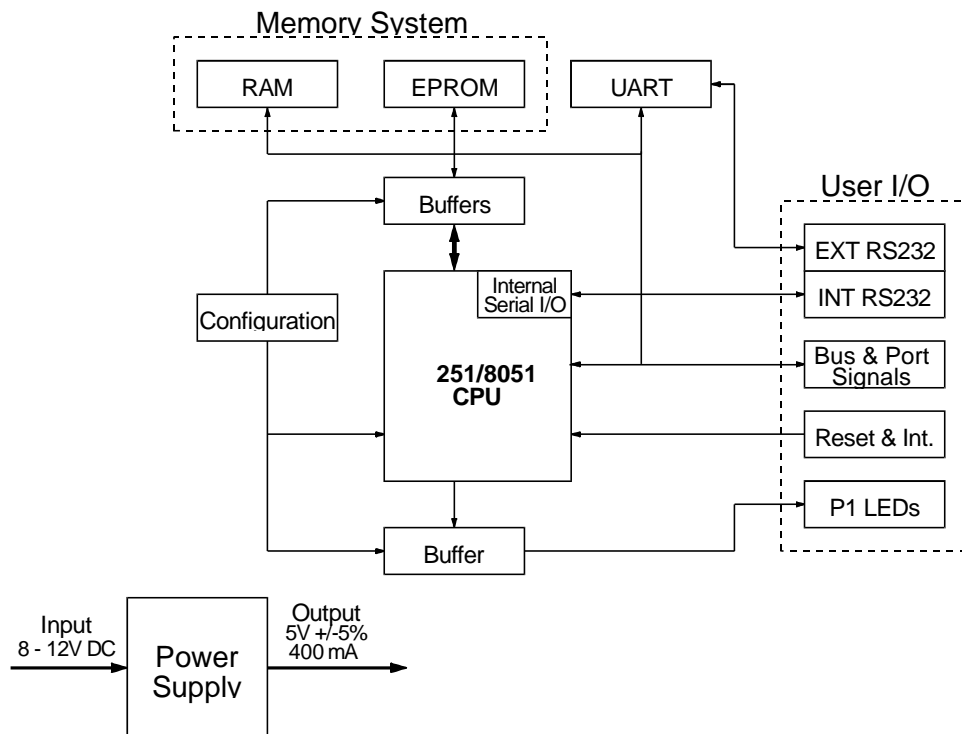 Memory System
RAM
EPROM
UART
User I/O
Buffers
EXT RS232
Internal
Serial I/O
INT RS232
Configuration
251/8051
CPU
Bus & Port
Signals
Reset & Int.
P1 LEDs
Buffer
Input
8 - 12V DC
Output
5V +/-5%
400 mA
Power
Supply